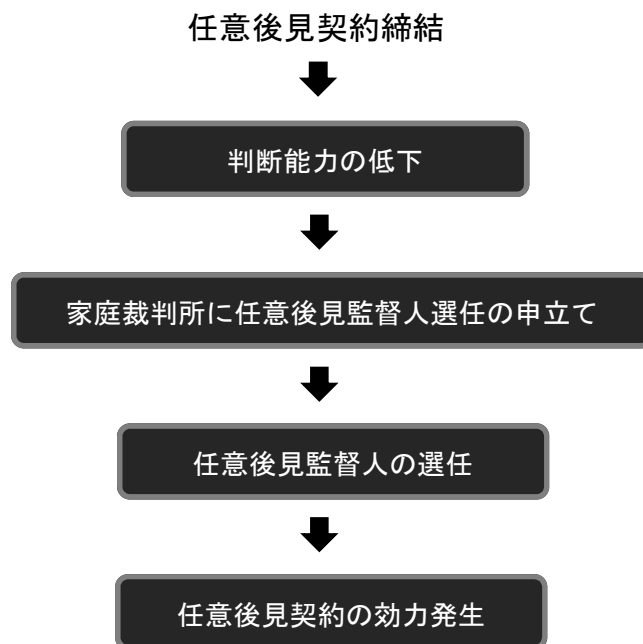 任意後見契約締結
判断能力の低下
家庭裁判所に任意後見監督人選任の申立て
任意後見監督人の選任
任意後見契約の効力発生